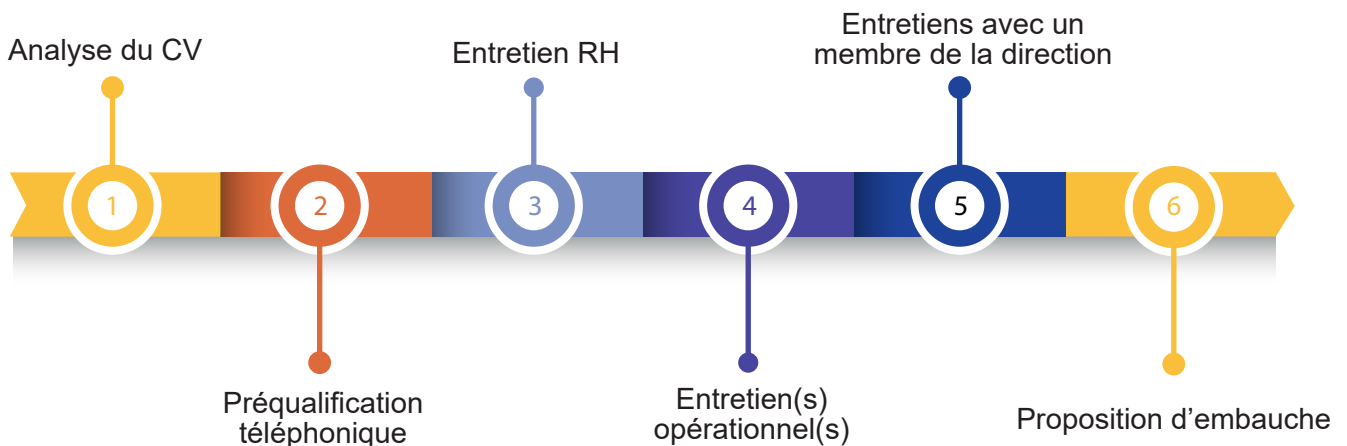 Analyse du CV
Entretien RH
Entretiens avec un
membre de la direction
1
2
3
4
5
6
Préqualification
téléphonique
Entretien(s)
opérationnel(s)
Proposition d’embauche